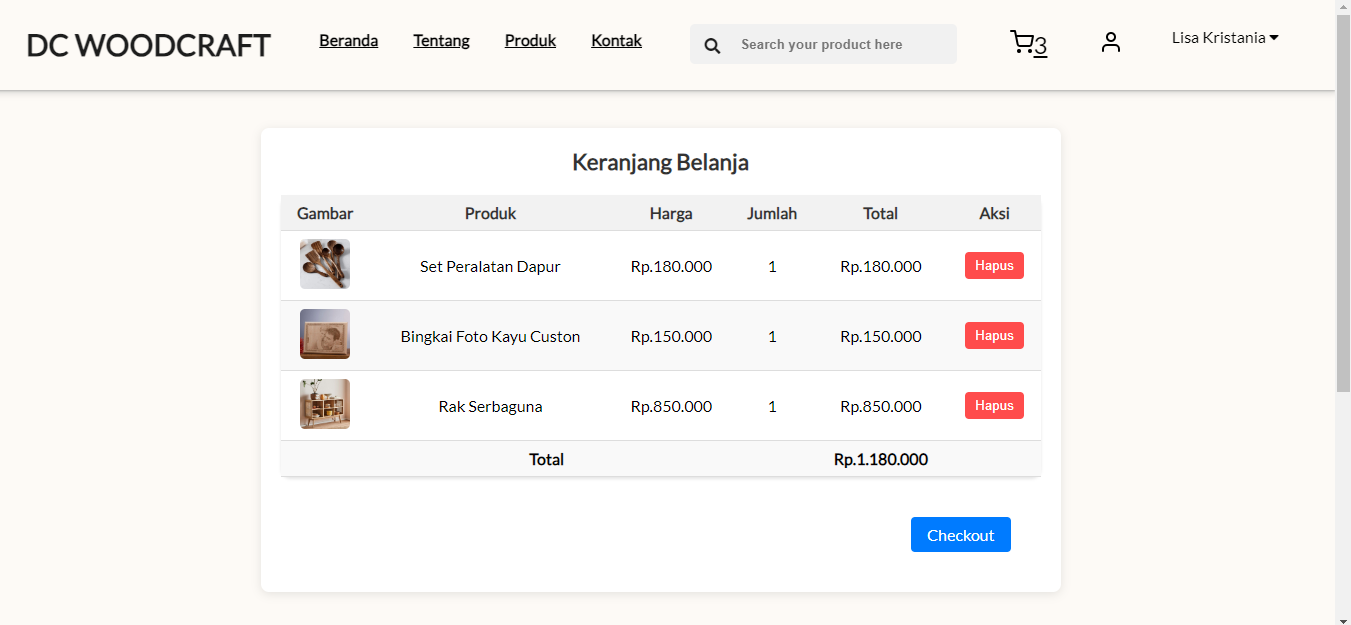 DC WOODCRAFT Beranda Tentang Produk Kontak Search your product here 3 Lisa Kristania
Keranjang Belanja
Gambar Produk Harga Jumlah Total Aksi
Set Peralatan Dapur Rp.180.000 1 Rp.180.000 Hapus
Bingkai Foto Kayu Custon Rp.150.000 1 Rp.150.000 Hapus
Rak Serbaguna Rp.850.000 1 Rp.850.000 Hapus
Total Rp.1.180.000
Checkout